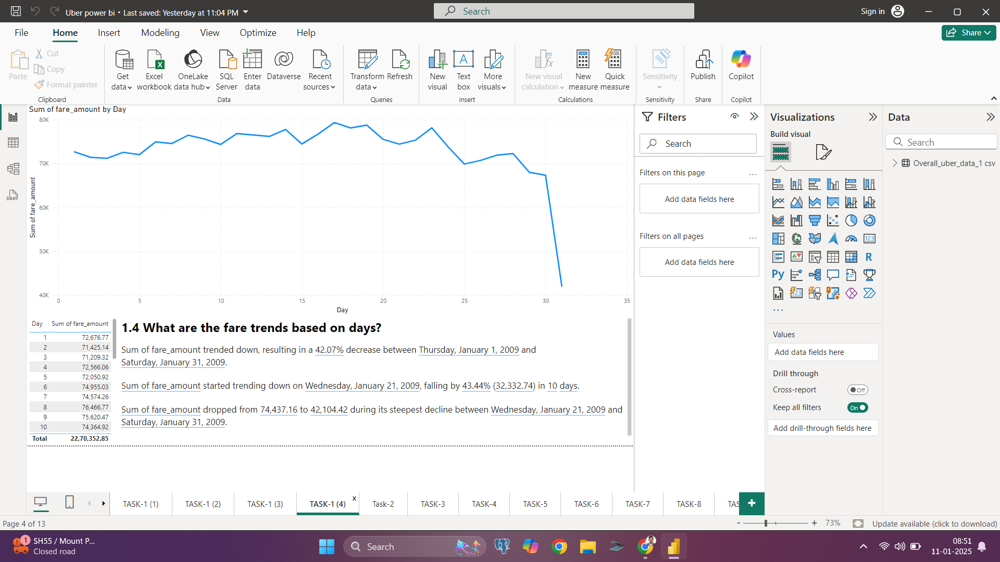 Uber power bi • Last saved: Yesterday at 11:04 PM
Search
Sign in
File
Home
Insert
Modeling
View
Optimize
Help
Share
Paste
Cut
Copy
Format painter
Clipboard
Get data
Excel workbook
OneLake data hub
SQL Server
Enter data
Dataverse
Recent sources
Data
Transform data
Refresh
Queries
New visual
Text box
More visuals
Insert
New visual calculation
New measure
Quick measure
Calculations
Sensitivity
Sensitivity
Publish
Share
Copilot
Copilot
Sum of fare_amount by Day
80K
70K
60K
50K
40K
Sum of fare_amount
0 5 10 15 20 25 30 35
Day
Day Sum of fare_amount
1 72,676.77
2 71,425.14
3 71,209.32
4 72,566.06
5 72,050.92
6 74,955.03
7 74,574.26
8 76,466.77
9 75,620.47
10 74,364.92
Total 22,70,352.85
1.4 What are the fare trends based on days?
Sum of fare_amount trended down, resulting in a 42.07% decrease between Thursday, January 1, 2009 and
Saturday, January 31, 2009.
Sum of fare_amount started trending down on Wednesday, January 21, 2009, falling by 43.44% (32,332.74) in 10 days.
Sum of fare_amount dropped from 74,437.16 to 42,104.42 during its steepest decline between Wednesday, January 21, 2009 and
Saturday, January 31, 2009.
Filters
Search
Filters on this page
...
Add data fields here
Filters on all pages
...
Add data fields here
Visualizations
Build visual
123
R
Py
123
...
Values
Add data fields here
Drill through
Cross-report
Off
Keep all filters
On
Add drill-through fields here
Data
Search
Overall_uber_data_1 csv
DAX
TASK-1 (1)
TASK-1 (2)
TASK-1 (3)
TASK-1 (4)
x
Task-2
TASK-3
TASK-4
TASK-5
TASK-6
TASK-7
TASK-8
TAS
+
Page 4 of 13
- + 73%
Update available (click to download)
1
SH55 / Mount P...
Closed road
Search
08:51
11-01-2025